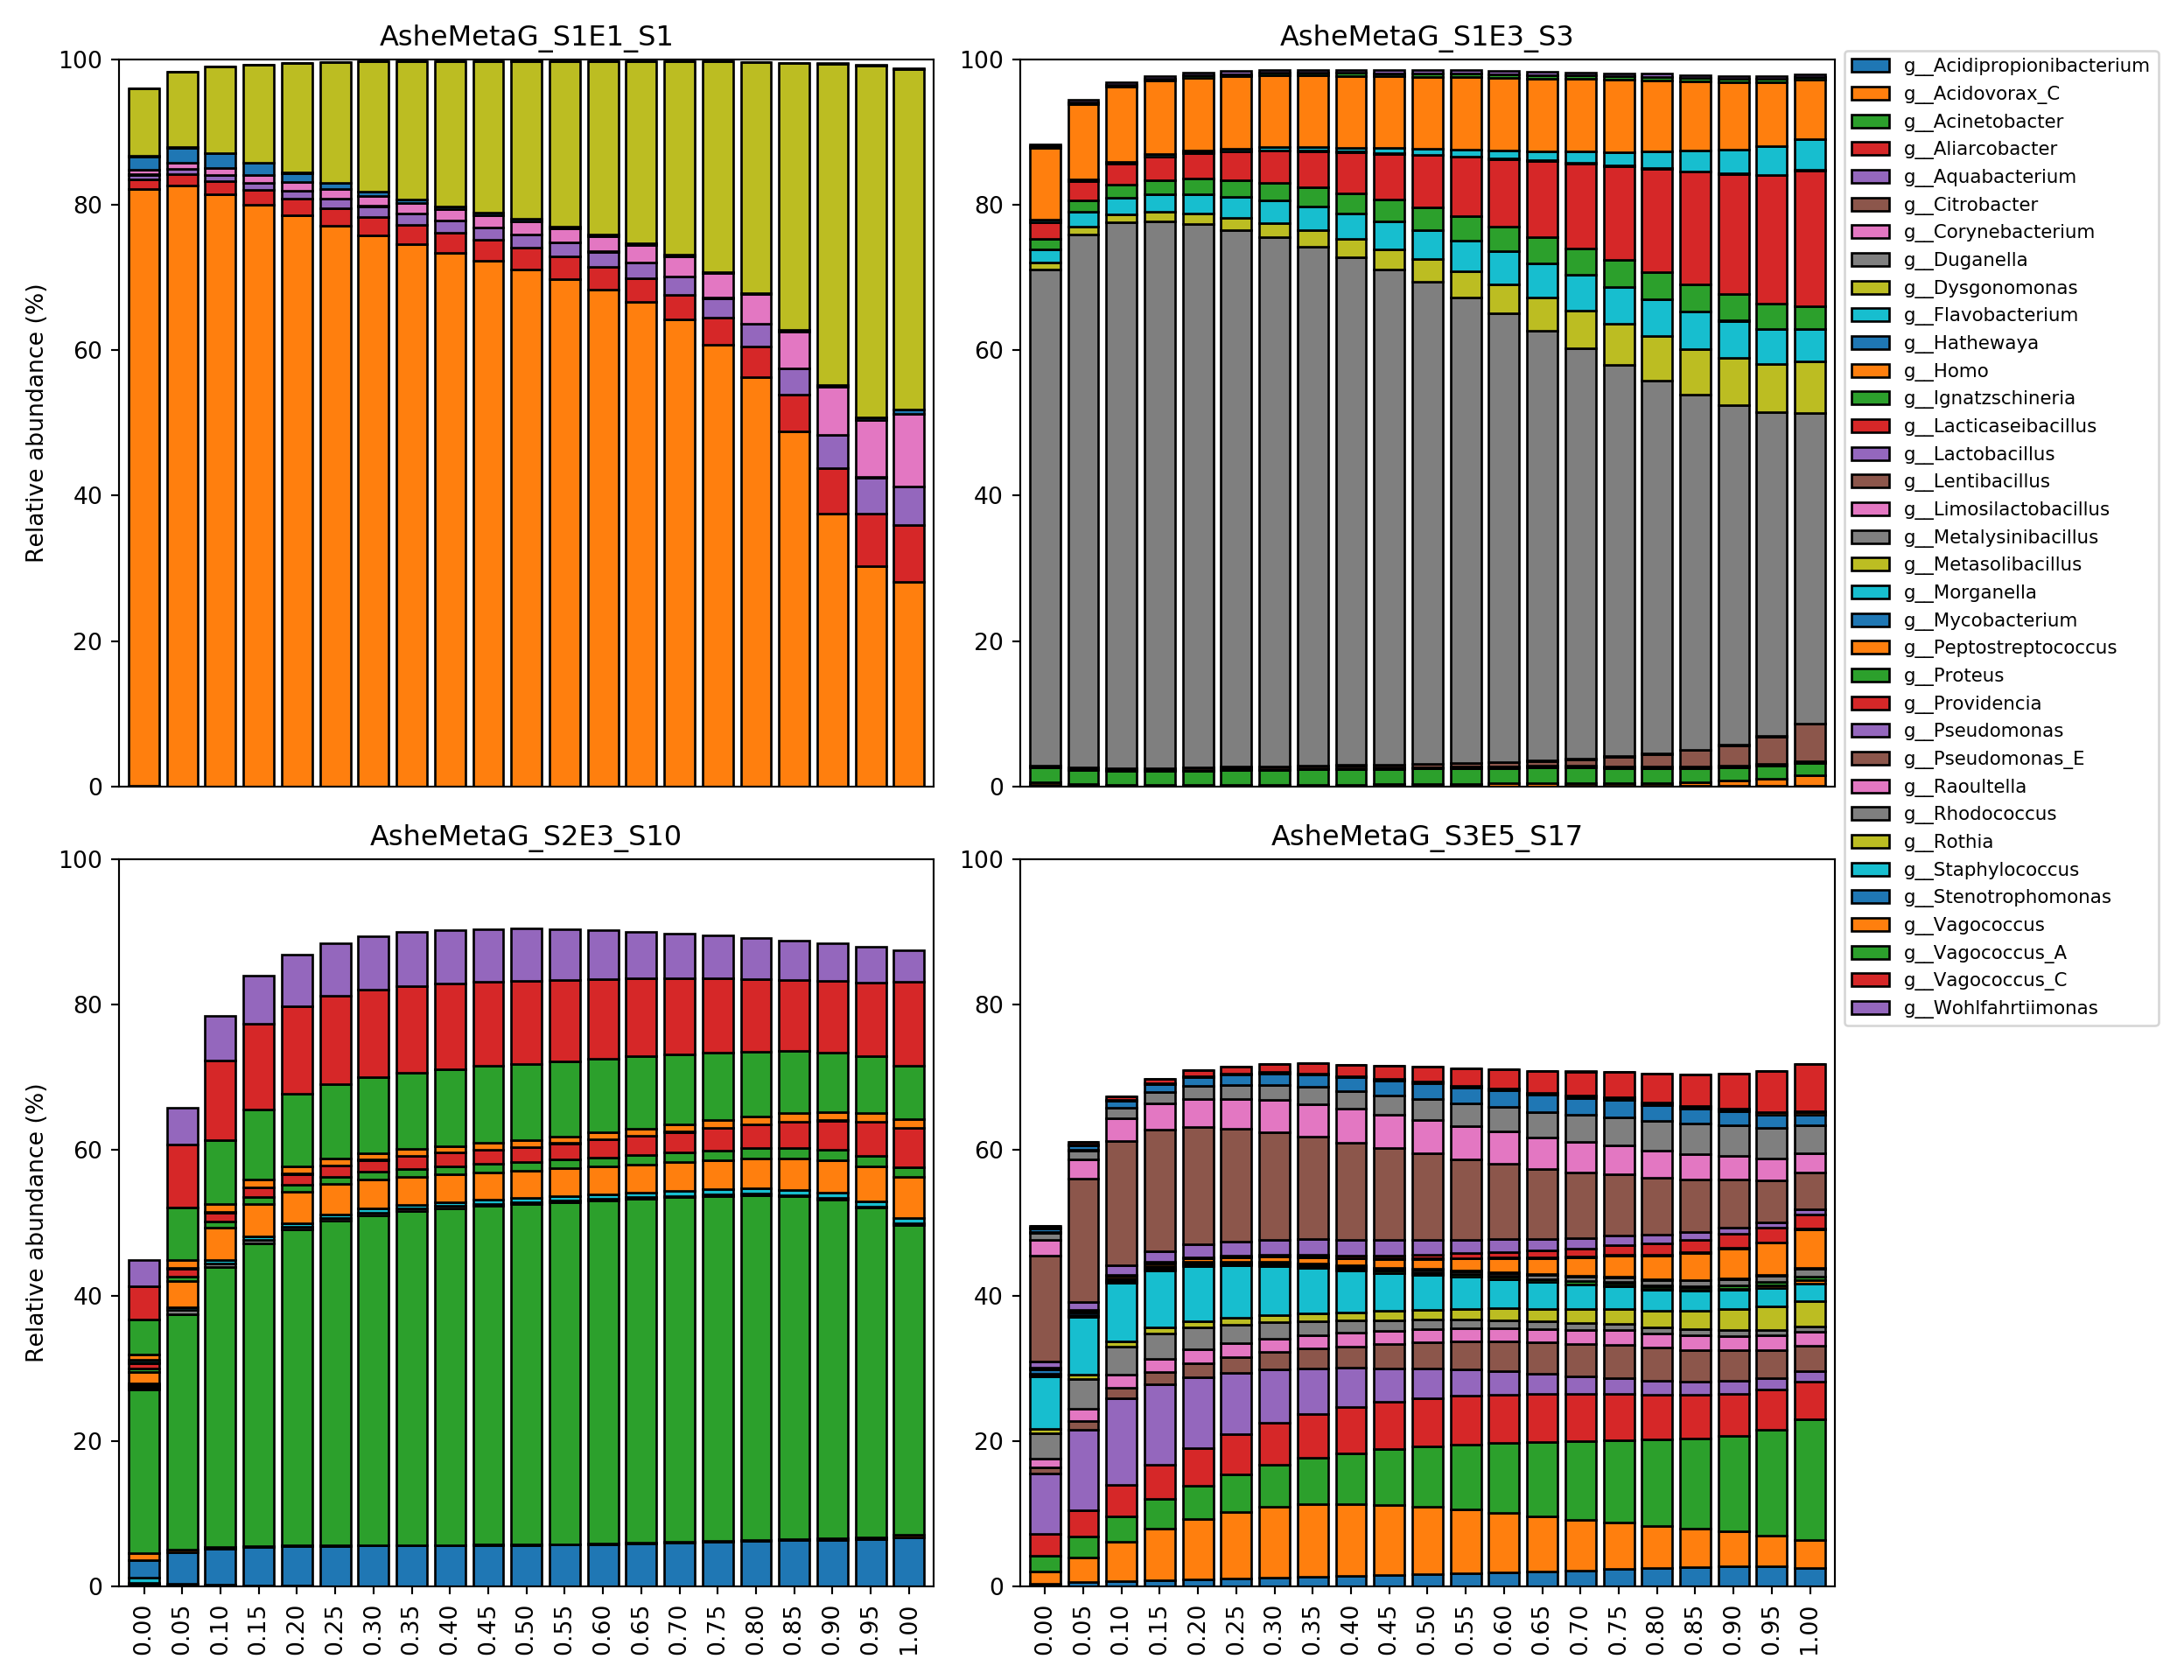 AsheMetaG_S1E1_S1
AsheMetaG_S1E3_S3
100
80
60
40
20
0
Relative abundance (%)
100
80
60
40
20
0
g__Acidipropionibacterium
g__Acidovorax_C
g__Acinetobacter
g__Aliarcobacter
g__Aquabacterium
g__Citrobacter
g__Corynebacterium
g__Duganella
g__Dysgonomonas
g__Flavobacterium
g__Hathewaya
g__Homo
g__Ignatzschineria
g__Lacticaseibacillus
g__Lactobacillus
g__Lentibacillus
g__Limosilactobacillus
g__Metalysinibacillus
g__Metasolibacillus
g__Morganella
g__Mycobacterium
g__Peptostreptococcus
g__Proteus
g__Providencia
g__Pseudomonas
g__Pseudomonas_E
g__Raoultella
g__Rhodococcus
g__Rothia
g__Staphylococcus
g__Stenotrophomonas
g__Vagococcus
g__Vagococcus_A
g__Vagococcus_C
g__Wohlfahrtiimonas
AsheMetaG_S2E3_S10
AsheMetaG_S3E5_S17
100
80
60
40
20
0
Relative abundance (%)
0.00 0.05 0.10 0.15 0.20 0.25 0.30 0.35 0.40 0.45 0.50 0.55 0.60 0.65 0.70 0.75 0.80 0.85 0.90 0.95 1.00
100
80
60
40
20
0
0.00 0.05 0.10 0.15 0.20 0.25 0.30 0.35 0.40 0.45 0.50 0.55 0.60 0.65 0.70 0.75 0.80 0.85 0.90 0.95 1.00